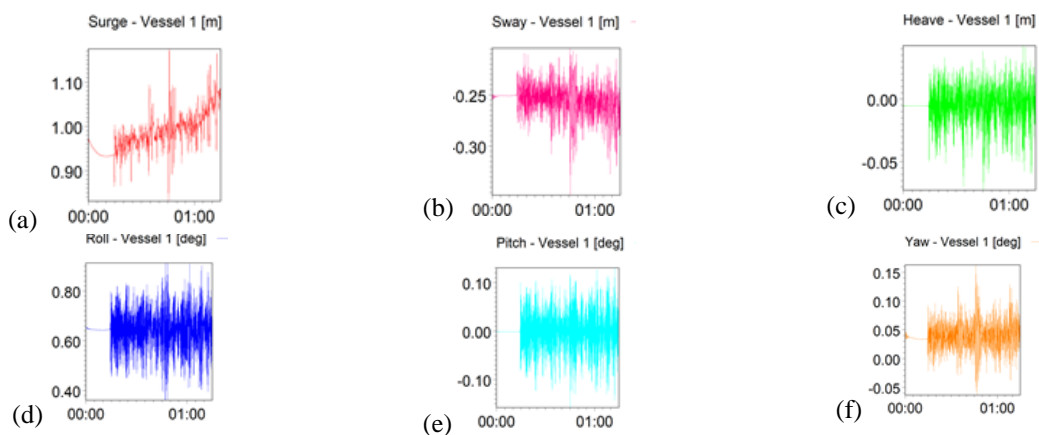 Surge - Vessel 1 [m]
1.10
1.00
0.90
00:00 01:00
(a)
Sway - Vessel 1 [m]
-0.25
-0.30
00:00 01:00
(b)
Heave - Vessel 1 [m]
0.00
-0.05
00:00 01:00
(c)
Roll - Vessel 1 [deg]
0.80
0.60
0.40
00:00 01:00
(d)
Pitch - Vessel 1 [deg]
0.10
0.00
-0.10
00:00 01:00
(e)
Yaw - Vessel 1 [deg]
0.15
0.10
0.05
0.00
-0.05
00:00 01:00
(f)